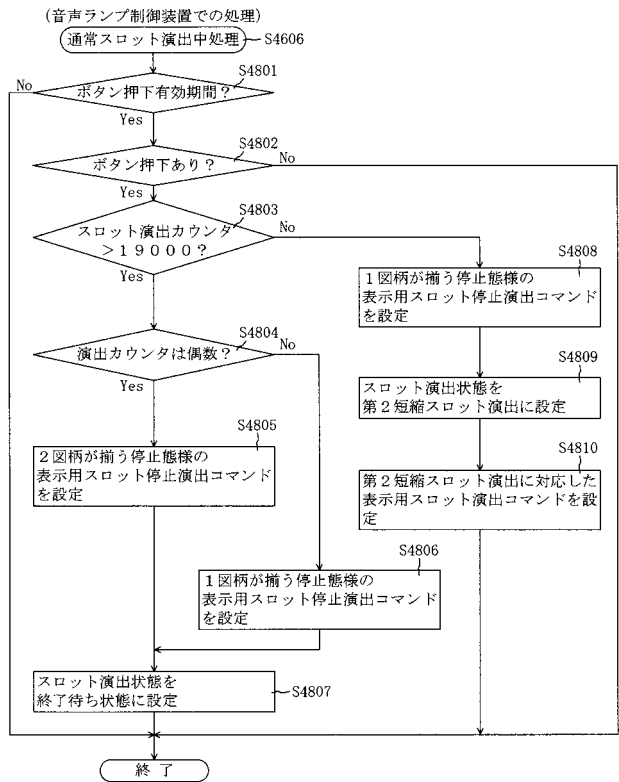 (音声ランプ制御装置での処理)
通常スロット演出中処理
S4606
S4801
No
ボタン押下有効期間?
Yes
S4802
ボタン押下あり?
No
Yes
S4803
スロット演出カウンタ
>19000?
No
Yes
S4808
1図柄が揃う停止態様の
表示用スロット停止演出コマンド
を設定
S4804
演出カウンタは偶数?
No
Yes
S4809
スロット演出状態を
第2短縮スロット演出に設定
S4805
2図柄が揃う停止態様の
表示用スロット停止演出コマンド
を設定
S4810
第2短縮スロット演出に対応した
表示用スロット演出コマンドを設
定
S4806
1図柄が揃う停止態様の
表示用スロット停止演出コマンド
を設定
スロット演出状態を
終了待ち状態に設定
S4807
終了